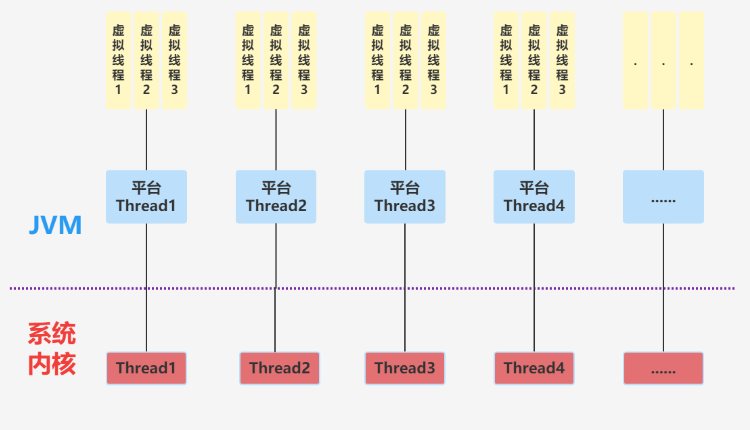 虚拟线程1 虚拟线程2 虚拟线程3 虚拟线程1 虚拟线程2 虚拟线程3 虚拟线程1 虚拟线程2 虚拟线程3 虚拟线程1 虚拟线程2 虚拟线程3 . . .
平台 平台 平台 平台
Thread1 Thread2 Thread3 Thread4 ......
JVM
系统
内核
Thread1 Thread2 Thread3 Thread4 ......